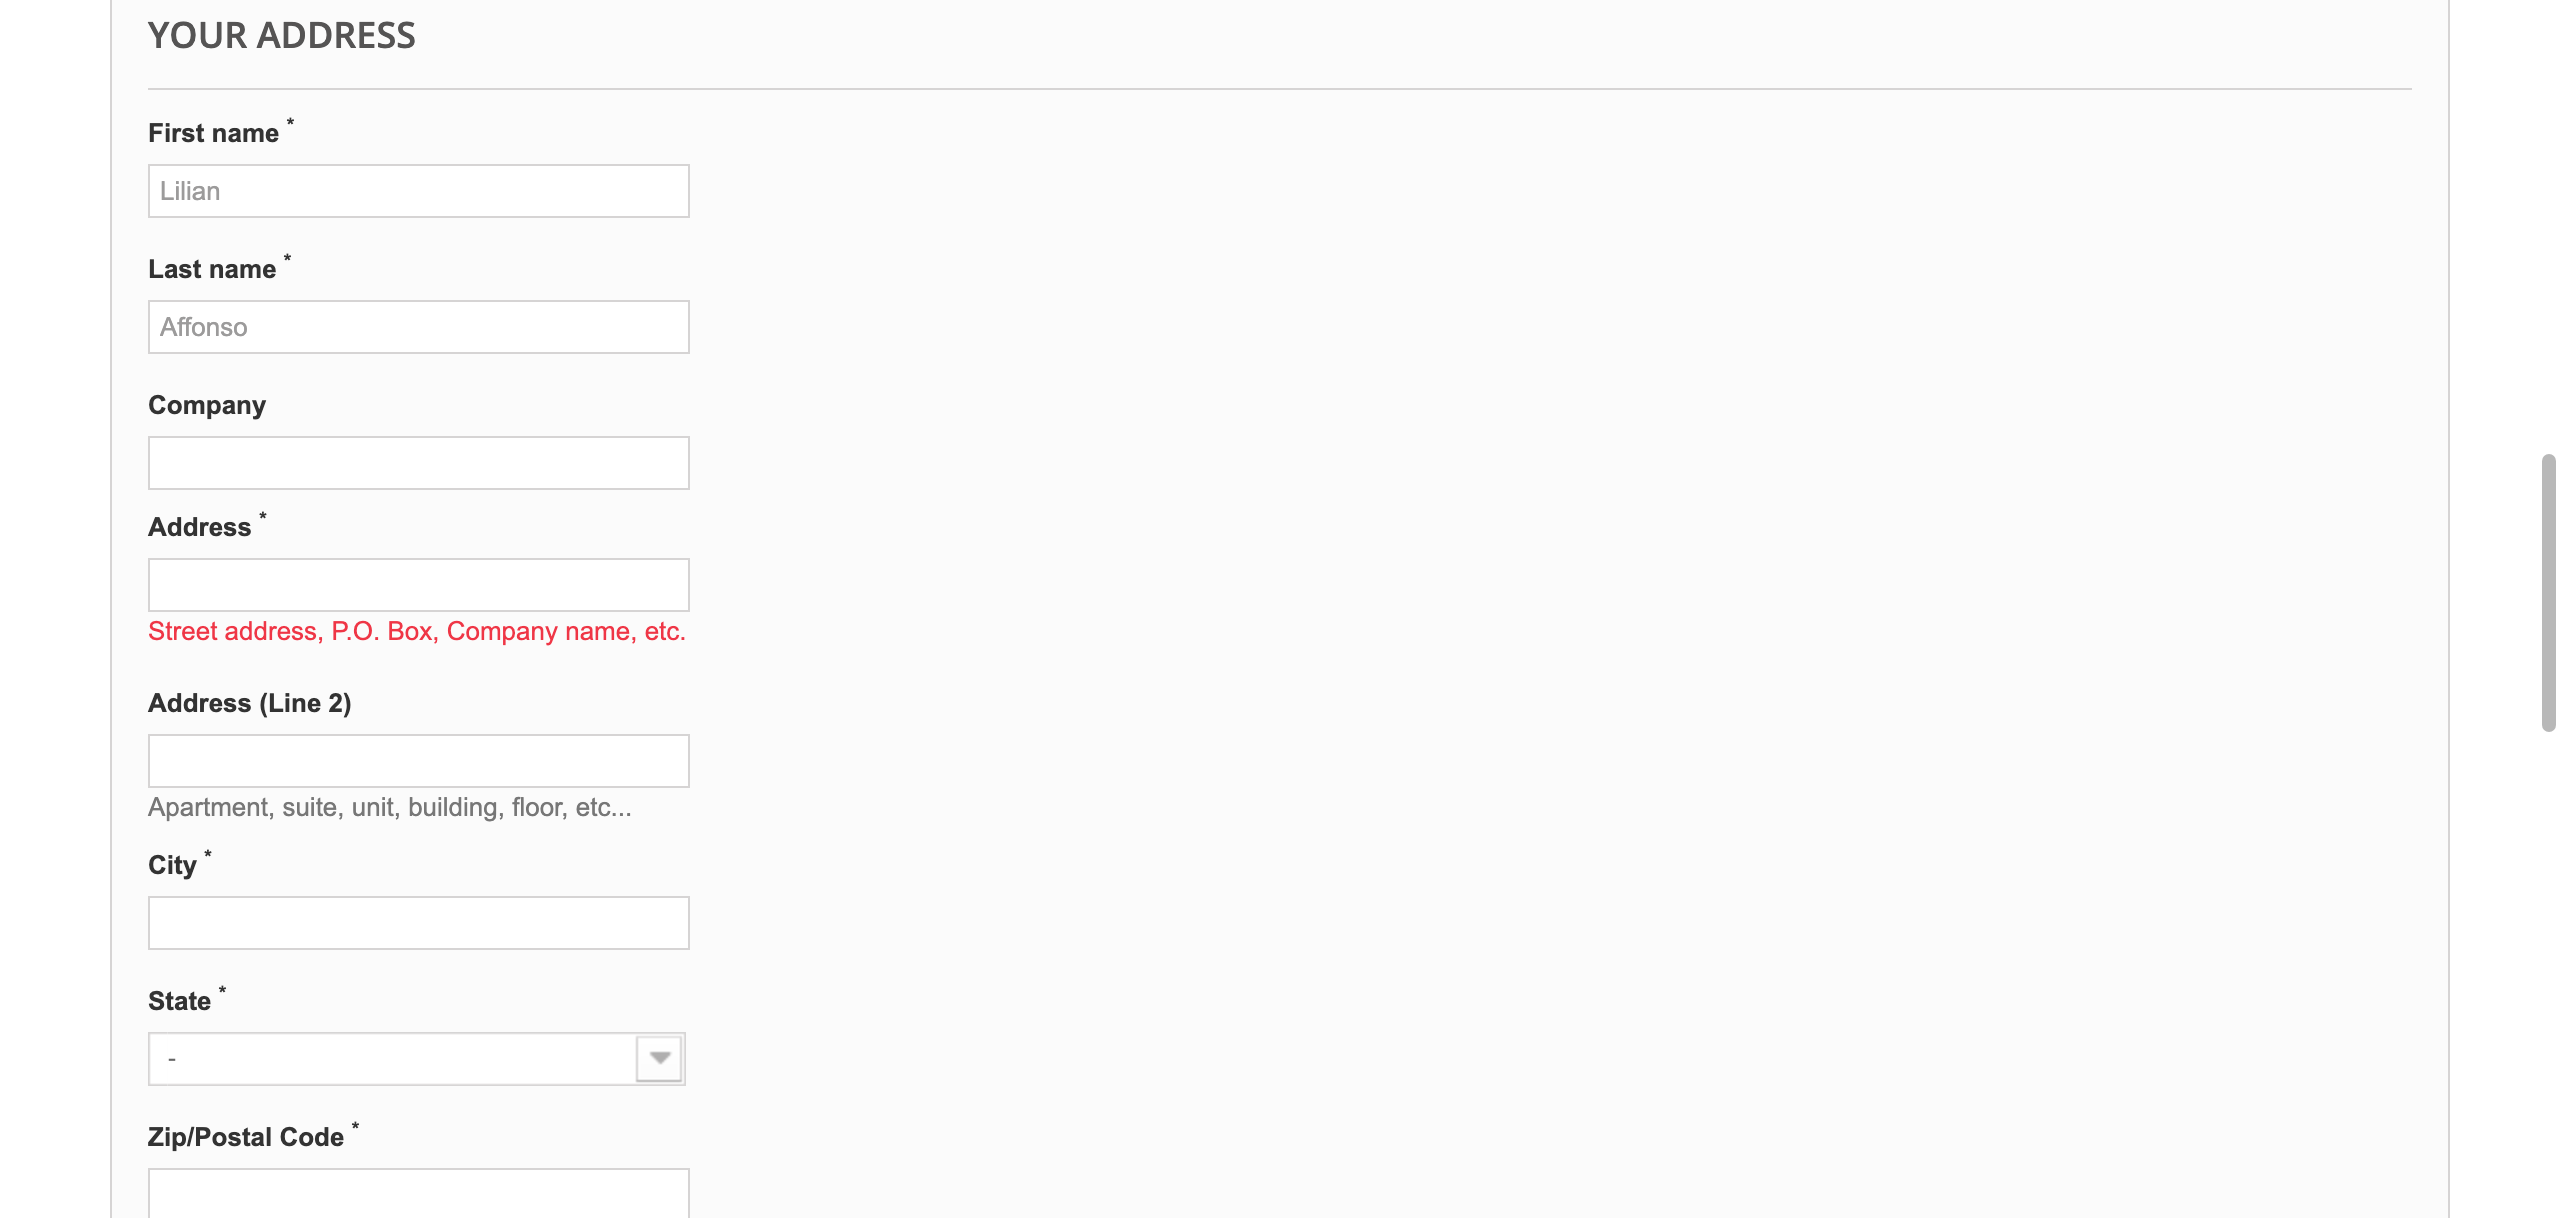 YOUR ADDRESS
First name *
Lilian
Last name *
Affonso
Company
Address *
Street address, P.O. Box, Company name, etc.
Address (Line 2)
Apartment, suite, unit, building, floor, etc...
City *
State *
-
Zip/Postal Code *